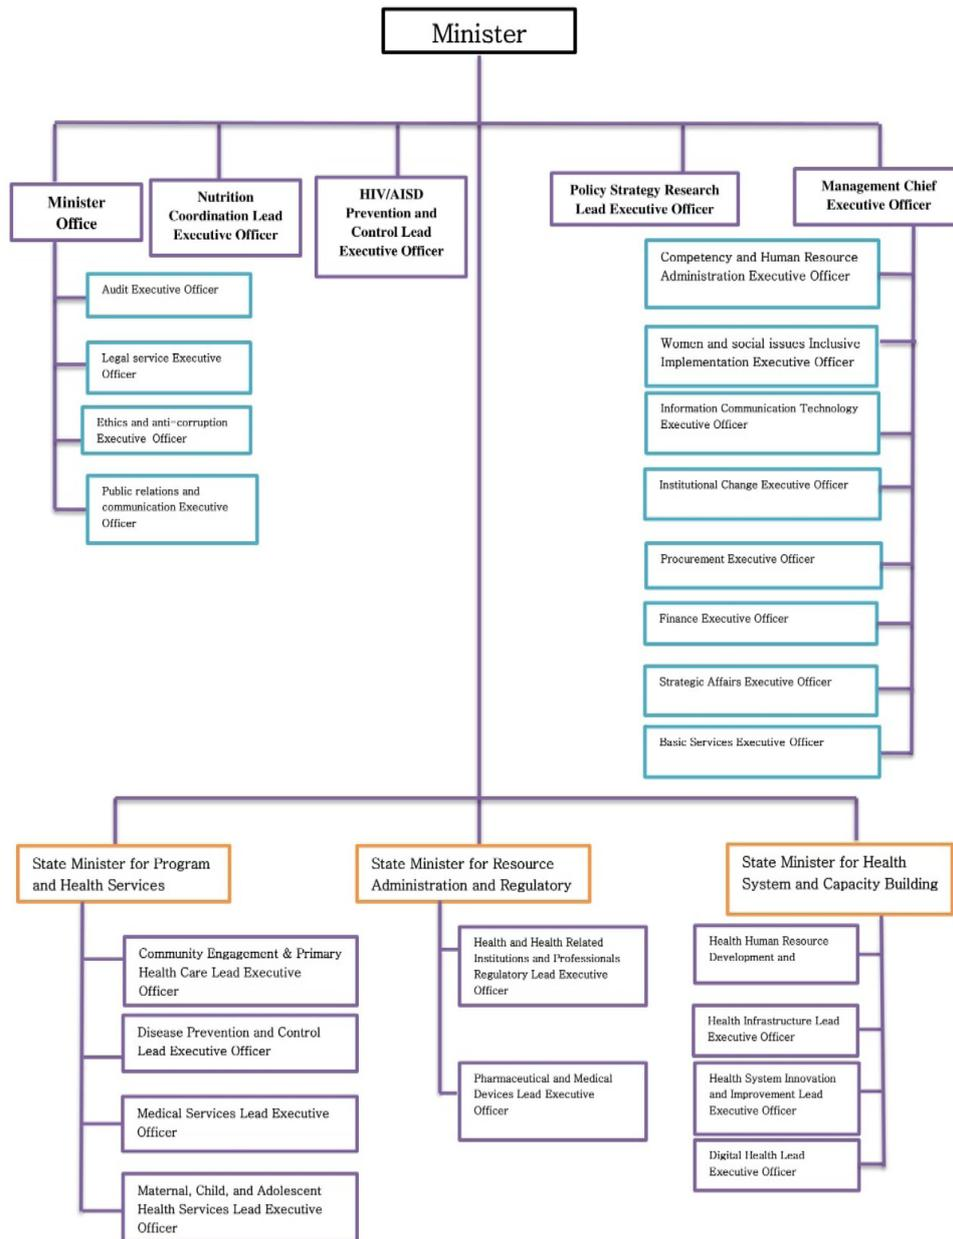 Minister
Minister
Office
Nutrition
Coordination Lead
Executive Officer
HIV/AISD
Prevention and
Control Lead
Executive Officer
Policy Strategy Research
Lead Executive Officer
Management Chief
Executive Officer
Audit Executive Officer
Legal service Executive
Officer
Ethics and anti-corruption
Executive Officer
Public relations and
communication Executive
Officer
Competency and Human Resource
Administration Executive Officer
Women and social issues Inclusive
Implementation Executive Officer
Information Communication Technology
Executive Officer
Institutional Change Executive Officer
Procurement Executive Officer
Finance Executive Officer
Strategic Affairs Executive Officer
Basic Services Executive Officer
State Minister for Program
and Health Services
Community Engagement & Primary
Health Care Lead Executive
Officer
Disease Prevention and Control
Lead Executive Officer
Medical Services Lead Executive
Officer
Maternal, Child, and Adolescent
Health Services Lead Executive
Officer
State Minister for Resource
Administration and Regulatory
Health and Health Related
Institutions and Professionals
Regulatory Lead Executive
Officer
Pharmaceutical and Medical
Devices Lead Executive
Officer
State Minister for Health
System and Capacity Building
Health Human Resource
Development and
Health Infrastructure Lead
Executive Officer
Health System Innovation
and Improvement Lead
Executive Officer
Digital Health Lead
Executive Officer